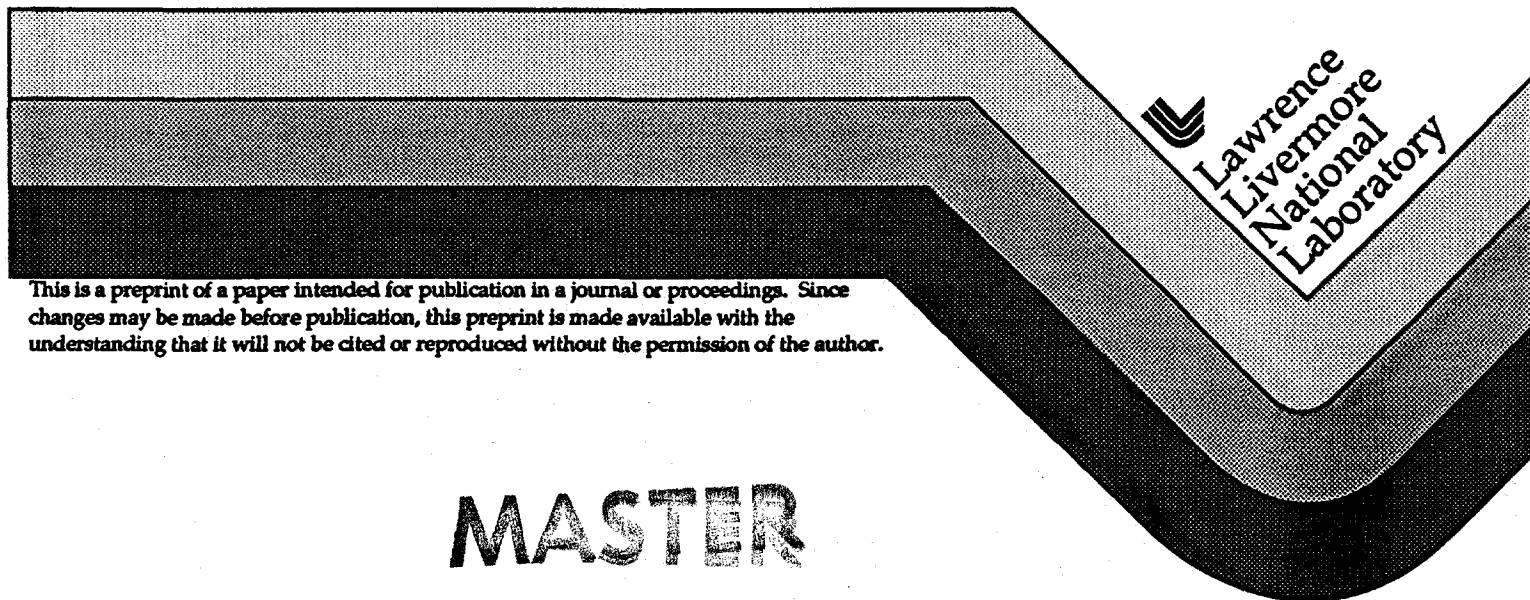 Lawrence
Livermore
National
Laboratory
This is a preprint of a paper intended for publication in a journal or proceedings. Since
changes may be made before publication, this preprint is made available with the
understanding that it will not be cited or reproduced without the permission of the author.
MASTER